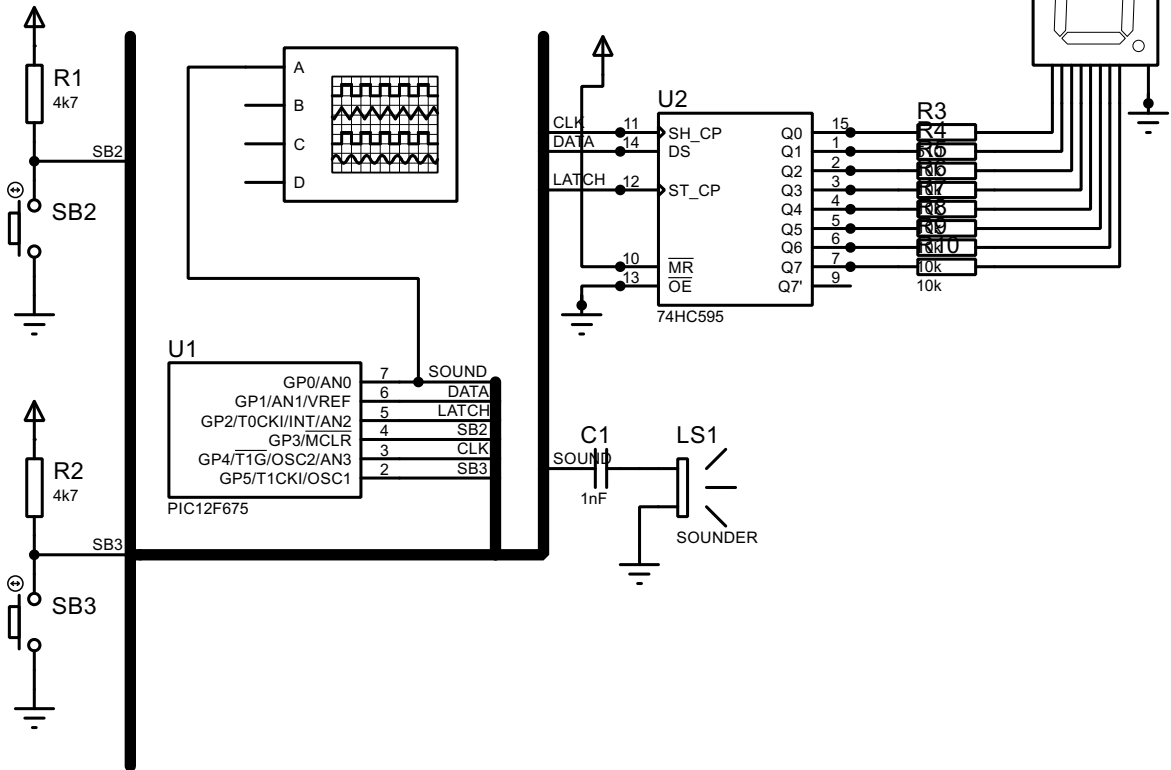 R1
4k7
SB2
SB2
R2
4k7
SB3
SB3
A
B
C
D
U1
GP0/AN0
GP1/AN1/VREF
GP2/T0CKI/INT/AN2
GP3/MCLR
GP4/T1G/OSC2/AN3
GP5/T1CKI/OSC1
7
6
5
4
3
2
SOUND
DATA
LATCH
SB2
CLK
SB3
PIC12F675
CLK
DATA
LATCH
11
14
12
10
13
U2
SH_CP
DS
ST_CP
MR
OE
Q0
Q1
Q2
Q3
Q4
Q5
Q6
Q7
Q7'
15
1
2
3
4
5
6
7
9
74HC595
R3
R4
10k
10k
SOUND
C1
1nF
LS1
SOUNDER